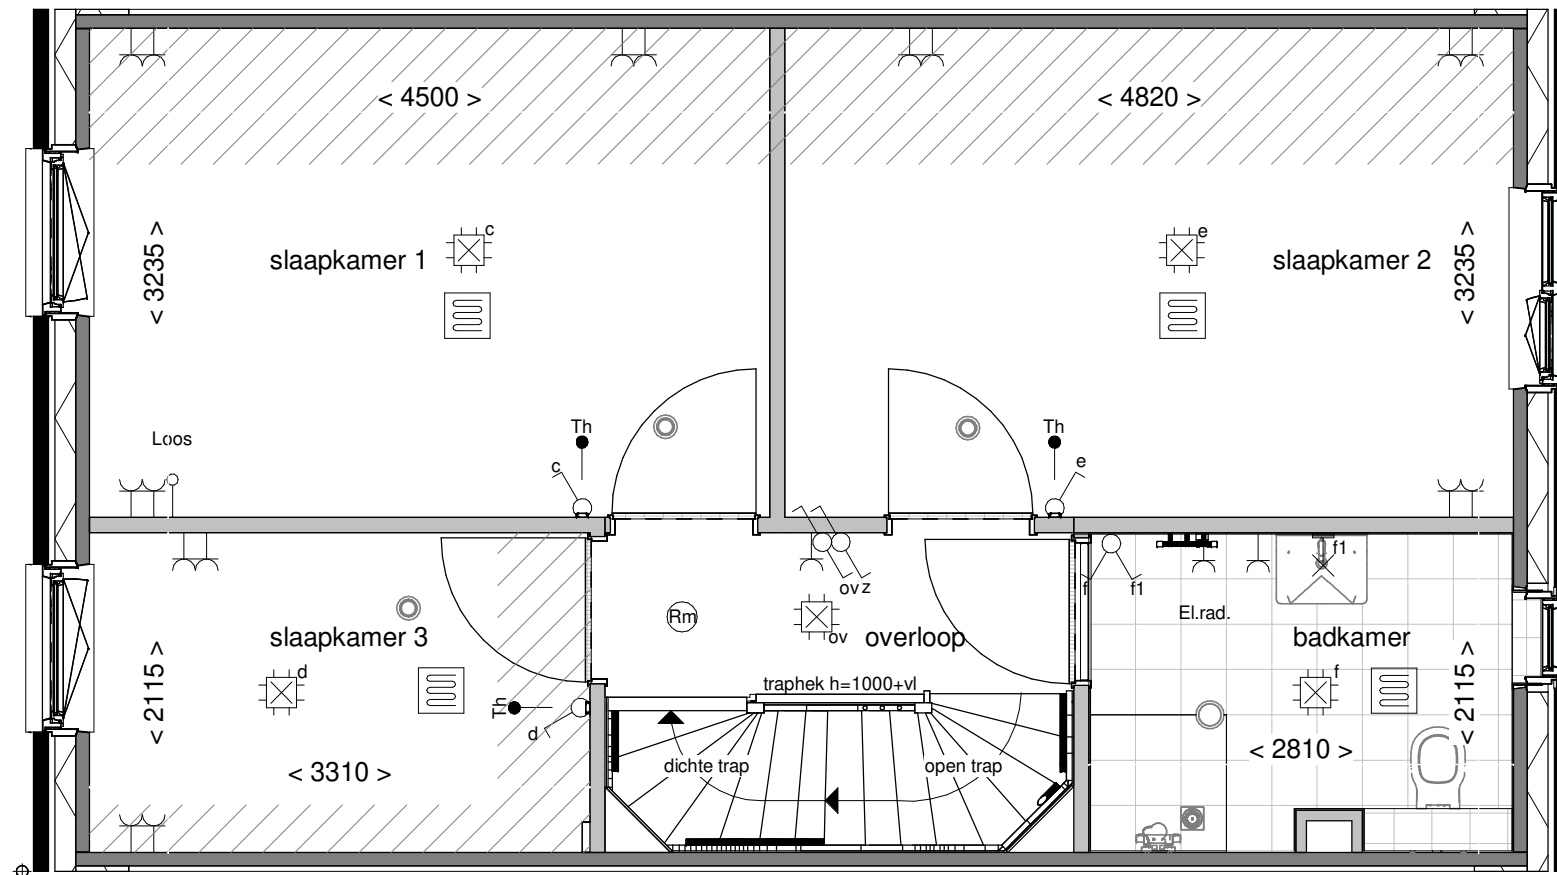 < 4500 >
< 4820 >
c
e
slaapkamer 1
slaapkamer 2
< 3235 >
< 3235 >
Th
Th
Loos
c
e
ov z
f
f1
f1
El.rad.
Rm
ov
overloop
badkamer
slaapkamer 3
d
f
traphek h=1000+vl
Th
d
< 2115 >
< 2115 >
dichte trap
open trap
< 2810 >
< 3310 >